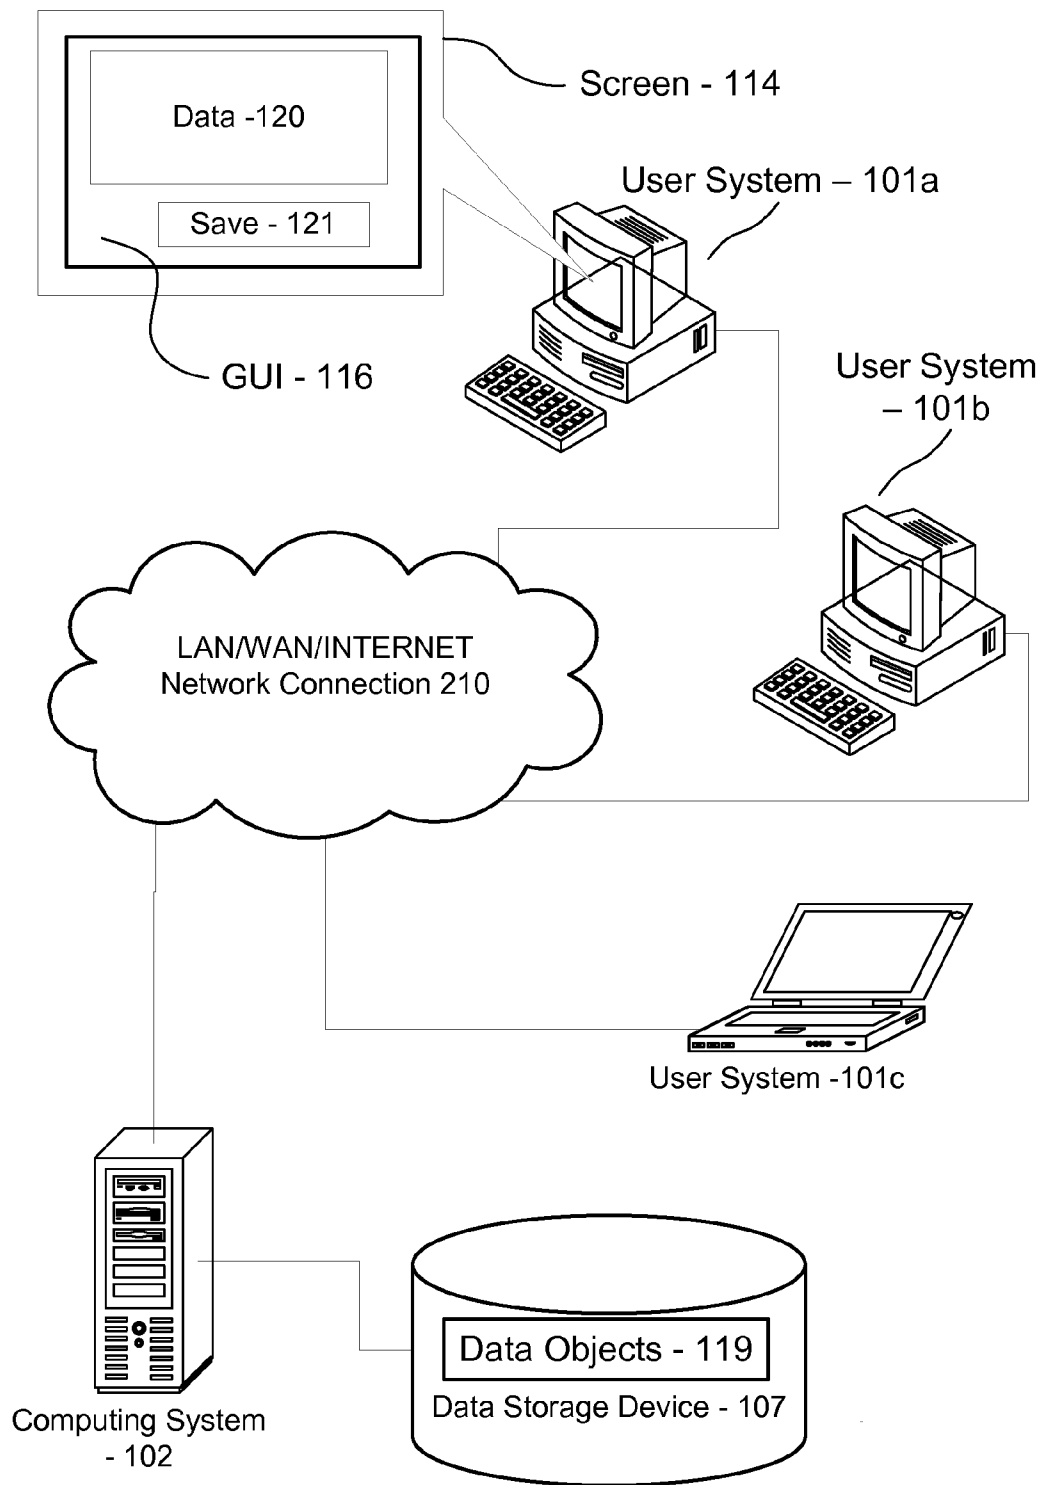 Data -120
Save - 121
Screen - 114
User System – 101a
GUI - 116
User System
– 101b
LAN/WAN/INTERNET
Network Connection 210
User System -101c
Computing System
- 102
Data Objects - 119
Data Storage Device - 107